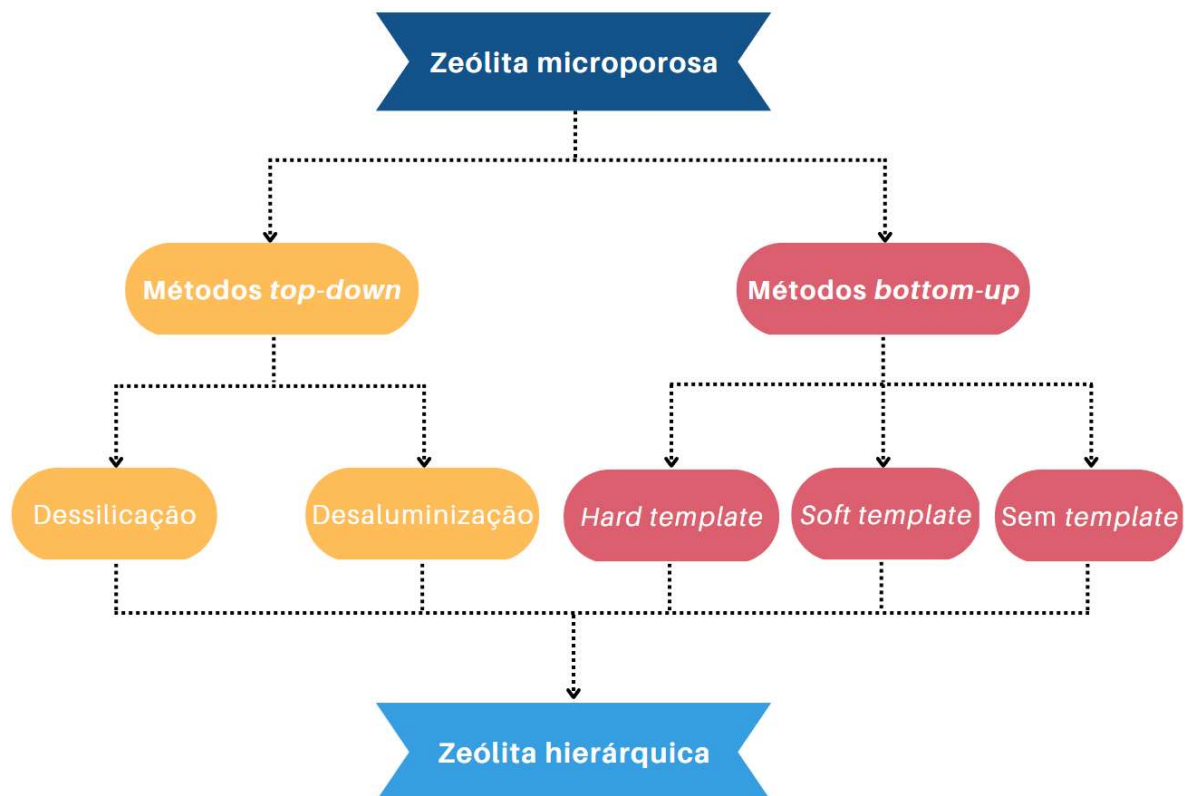 Zeólita microporosa
Métodos top-down
Métodos bottom-up
Dessilicação
Desaluminização
Hard template
Soft template
Sem template
Zeólita hierárquica